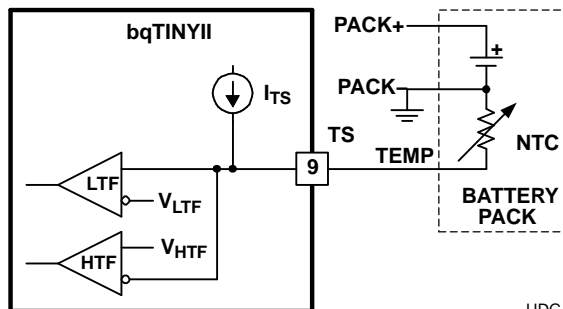 bqTINYII
PACK+
+
I_TS
PACK–
TS
9
TEMP
NTC
LTF
V_LTF
BATTERY
PACK
HTF
V_HTF